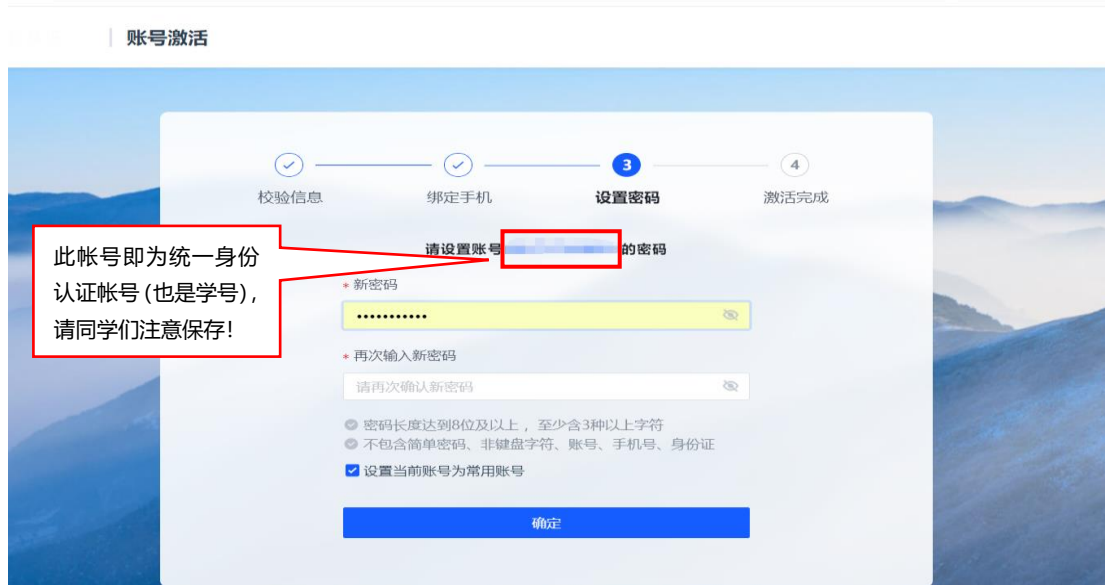 账号激活
校验信息
绑定手机
3
设置密码
4
激活完成
请设置账号
的密码
此帐号即为统一身份
认证帐号(也是学号),
请同学们注意保存!
* 新密码
•••••••••••
* 再次输入新密码
请再次确认新密码
密码长度达到8位及以上，至少含3种以上字符
不包含简单密码、非键盘字符、账号、手机号、身份证
设置当前账号为常用账号
确定